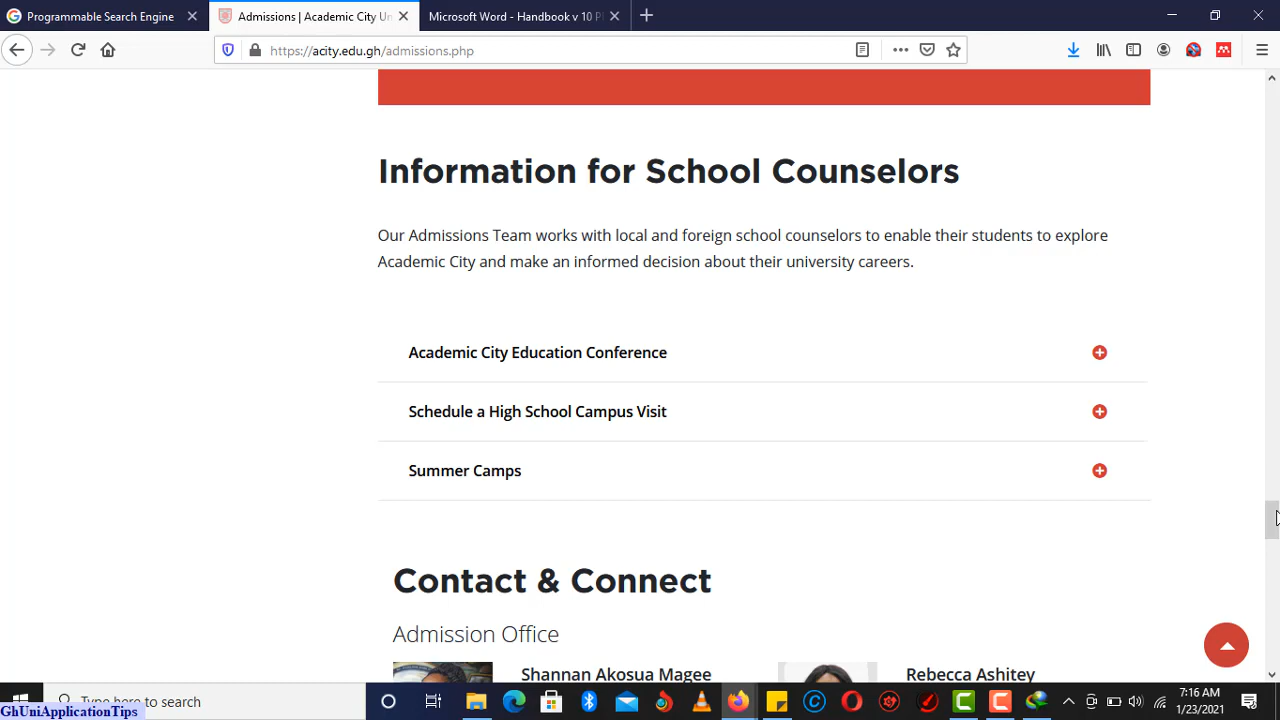 Programmable Search Engine
Admissions | Academic City Un
Microsoft Word - Handbook v 10 P
https://acity.edu.gh/admissions.php
Information for School Counselors
Our Admissions Team works with local and foreign school counselors to enable their students to explore
Academic City and make an informed decision about their university careers.
Academic City Education Conference
Schedule a High School Campus Visit
Summer Camps
Contact & Connect
Admission Office
Shannan Akosua Magee
Rebecca Ashitey
Type here to search
7:16 AM
1/23/2021
GhUniApplicationTips